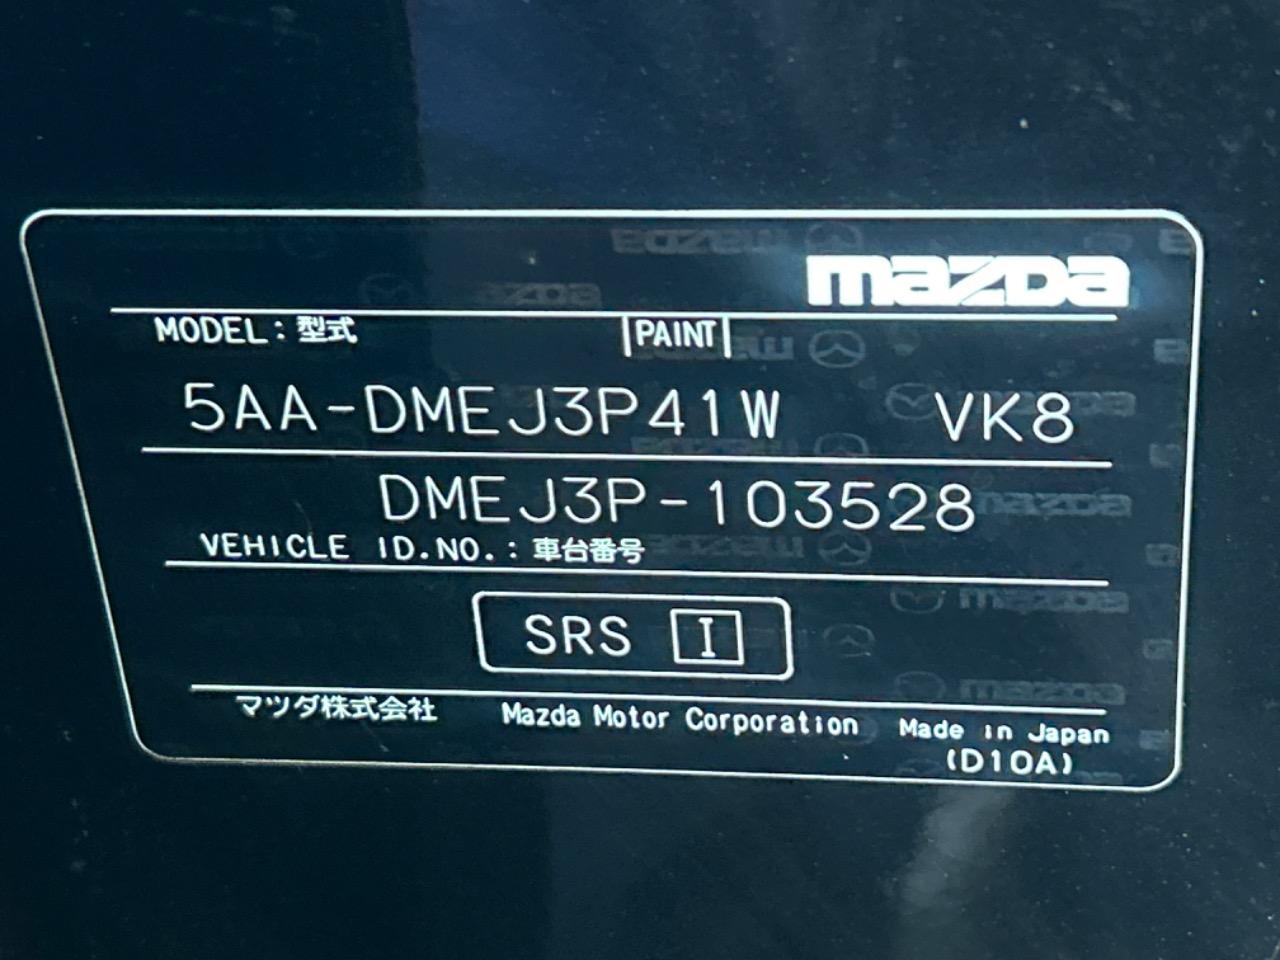 mazda
MODEL : 型式 PAINT
5AA-DMEJ3P41W VK8
DMEJ3P-103528
VEHICLE ID.NO. : 車台番号
SRS I
マツダ株式会社 Mazda Motor Corporation Made in Japan
(D10A)